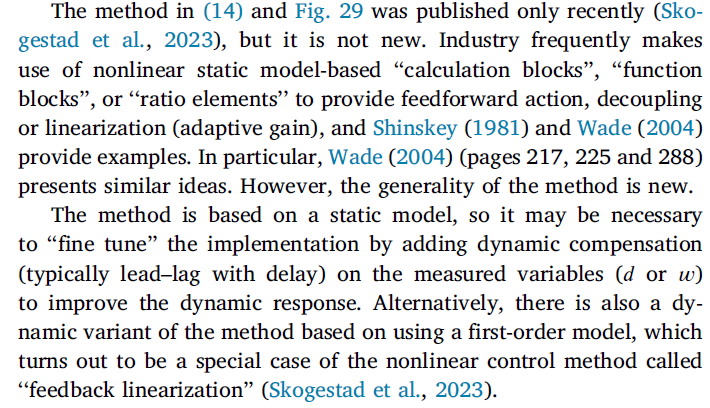 The method in (14) and Fig. 29 was published only recently (Sko-
gestad et al., 2023), but it is not new. Industry frequently makes
use of nonlinear static model-based “calculation blocks”, “function
blocks”, or ‘‘ratio elements’’ to provide feedforward action, decoupling
or linearization (adaptive gain), and Shinskey (1981) and Wade (2004)
provide examples. In particular, Wade (2004) (pages 217, 225 and 288)
presents similar ideas. However, the generality of the method is new.
The method is based on a static model, so it may be necessary
to ‘‘fine tune’’ the implementation by adding dynamic compensation
(typically lead–lag with delay) on the measured variables (d or w)
to improve the dynamic response. Alternatively, there is also a dy-
namic variant of the method based on using a first-order model, which
turns out to be a special case of the nonlinear control method called
‘‘feedback linearization’’ (Skogestad et al., 2023).